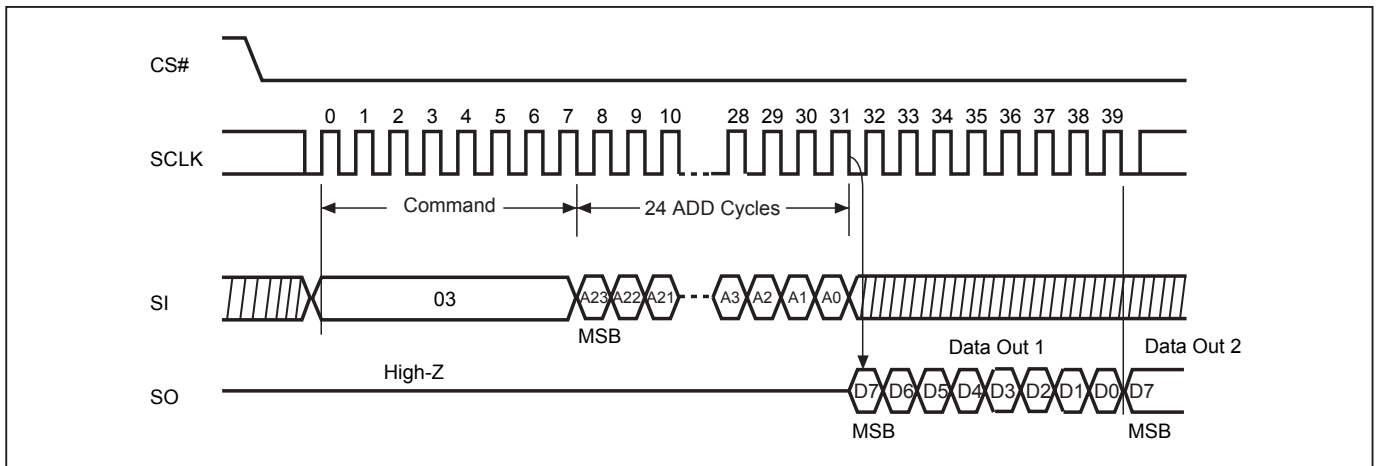 CS#
0 1 2 3 4 5 6 7 8 9 10 28 29 30 31 32 33 34 35 36 37 38 39
SCLK
Command 24 ADD Cycles
SI 03 A23 A22 A21 A3 A2 A1 A0
MSB
Data Out 1 Data Out 2
High-Z
SO D7 D6 D5 D4 D3 D2 D1 D0 D7
MSB MSB